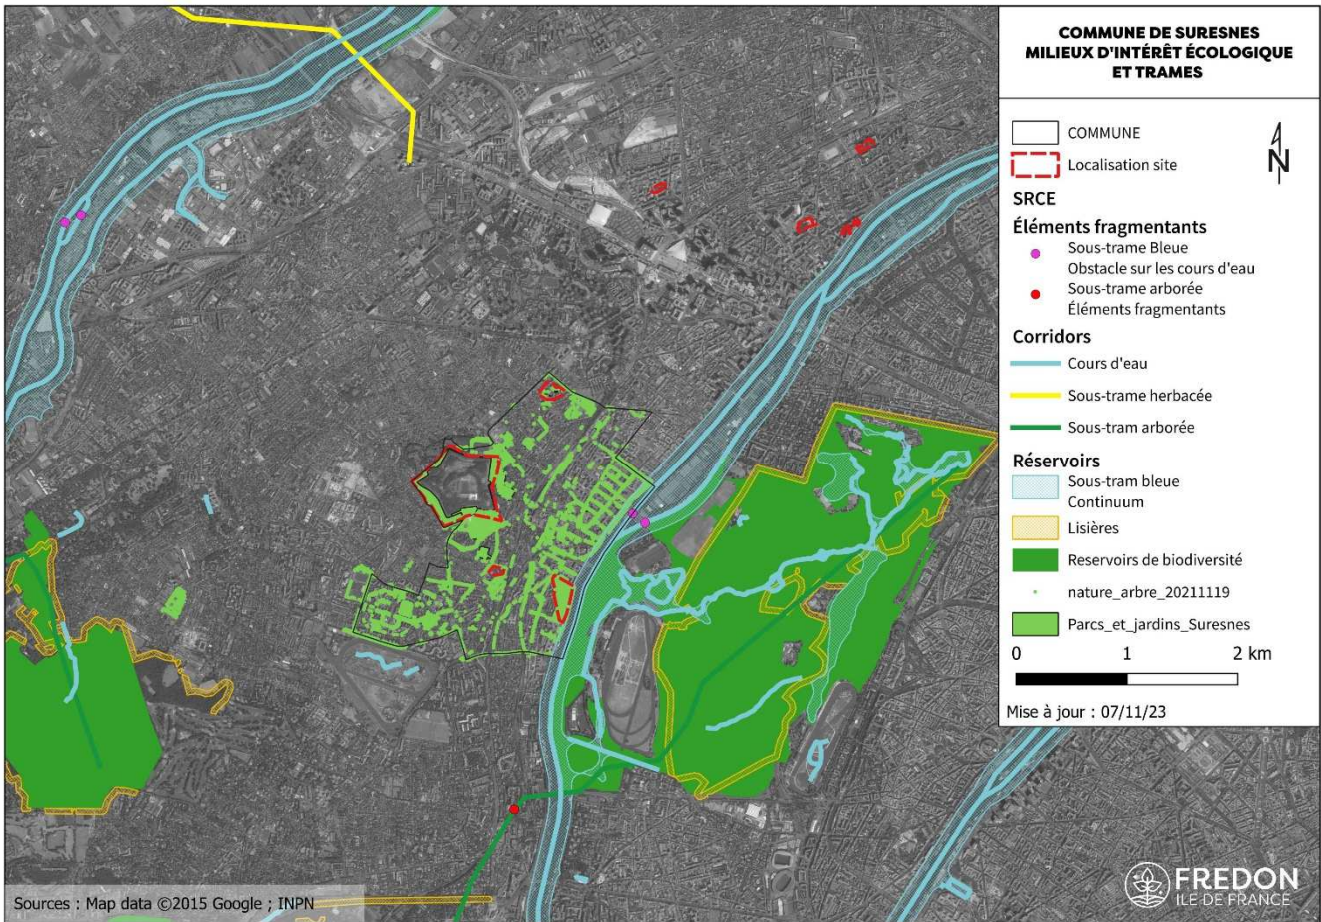 COMMUNE DE SURESNES
MILIEUX D'INTÉRÊT ÉCOLOGIQUE
ET TRAMES
COMMUNE
Localisation site
N
SRCE
Éléments fragmentants
Sous-trame Bleue
Obstacle sur les cours d'eau
Sous-trame arborée
Éléments fragmentants
Corridors
Cours d'eau
Sous-trame herbacée
Sous-tram arborée
Réservoirs
Sous-tram bleue
Continuum
Lisières
Reservoirs de biodiversité
nature_arbre_20211119
Parcs_et_jardins_Suresnes
0 1 2 km
Mise à jour : 07/11/23
Sources : Map data ©2015 Google ; INPN
FREDON
ILE DE FRANCE